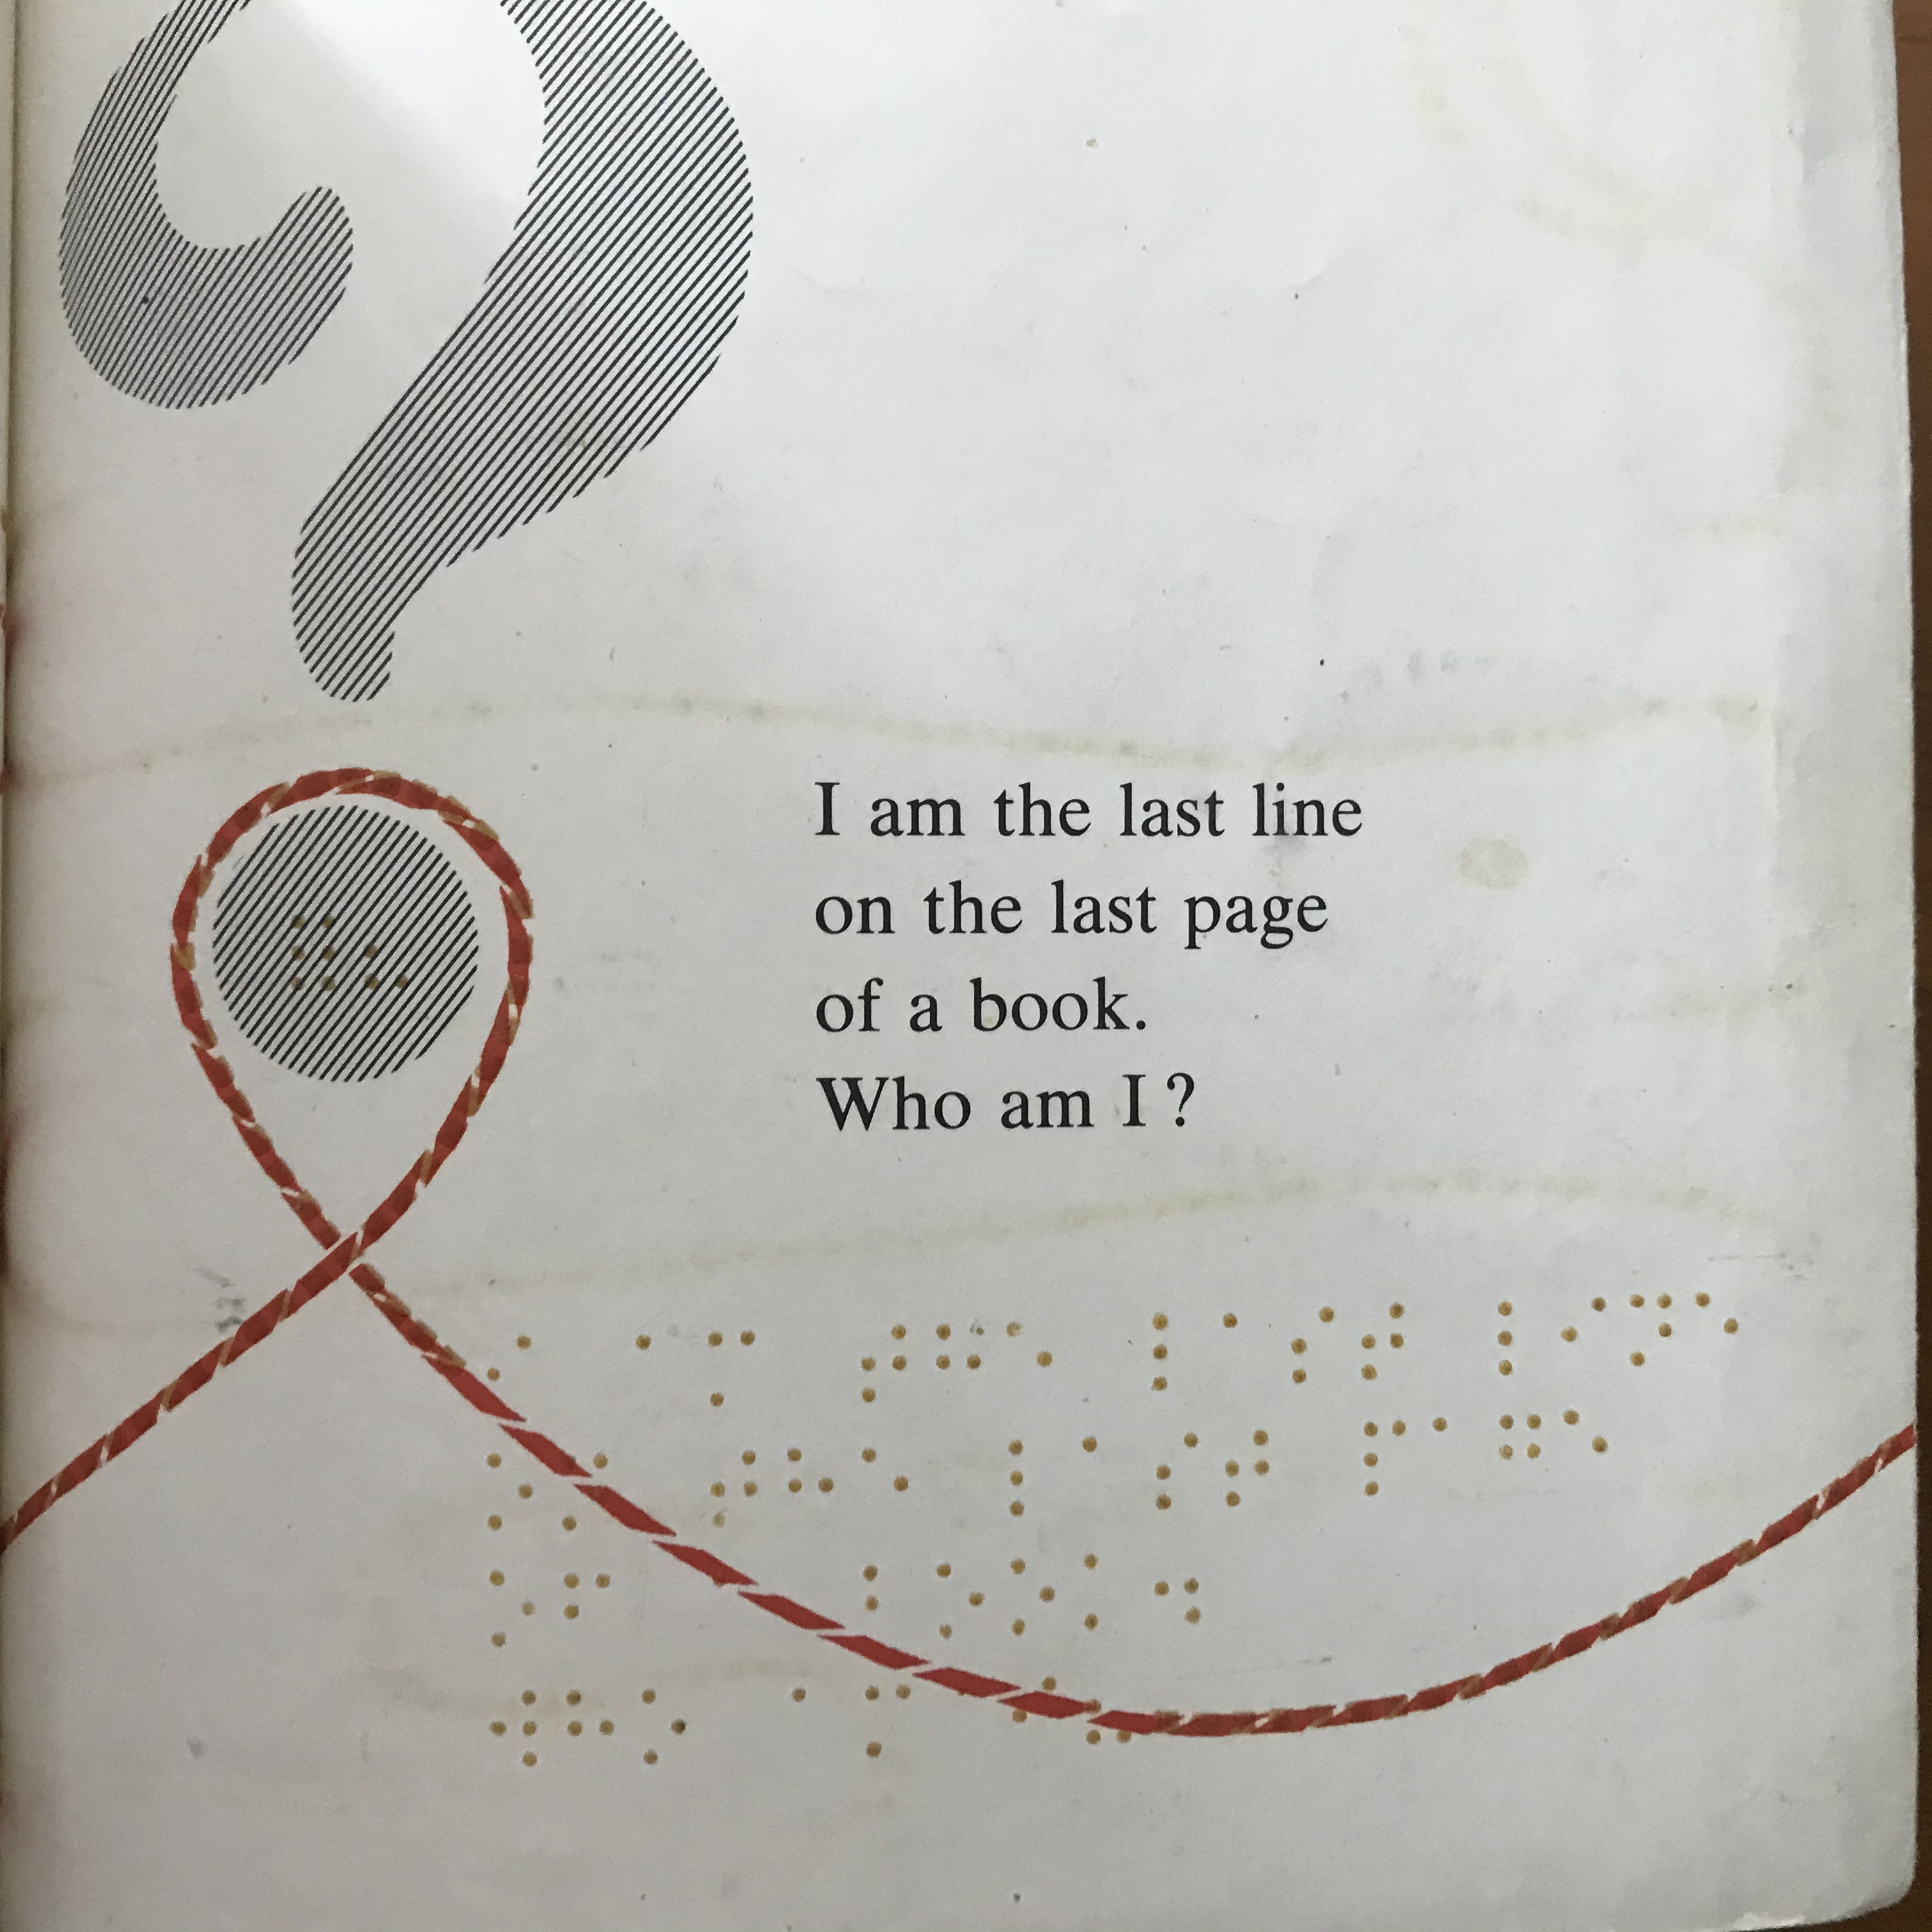 I am the last line
on the last page
of a book.
Who am I?
⠿⠦
⠊ ⠁⠍ ⠞⠓⠑ ⠇⠁⠎⠞ ⠇⠊⠝⠑
⠕⠝ ⠞⠓⠑ ⠇⠁⠎⠞ ⠏⠁⠛⠑
⠕⠋ ⠁ ⠃⠕⠕⠅⠲
⠺⠓⠕ ⠁⠍ ⠊⠦